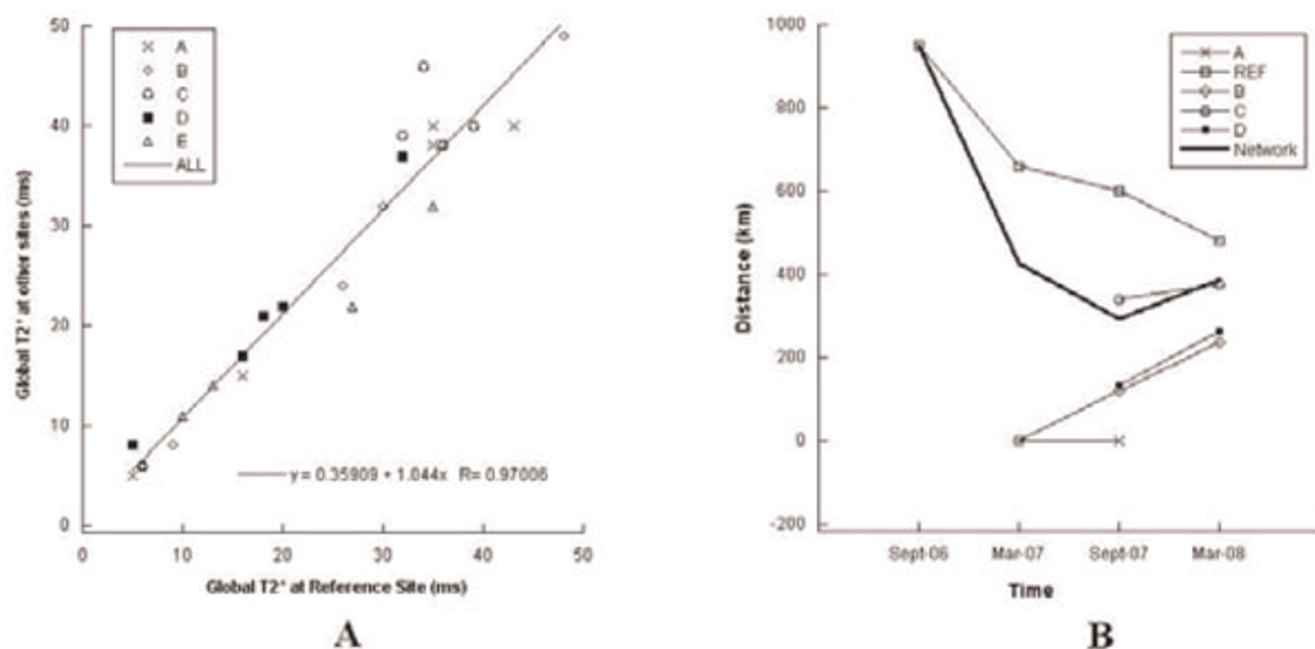 50
40
30
20
10
0
Global T2* at other sites (ms)
A
B
C
D
E
ALL
y = 0.35909 + 1.044x R= 0.97006
0 10 20 30 40 50
Global T2* at Reference Site (ms)
A
1000
800
600
400
200
0
-200
Distance (km)
A
REF
B
C
D
Network
Sept-06 Mar-07 Sept-07 Mar-08
Time
B